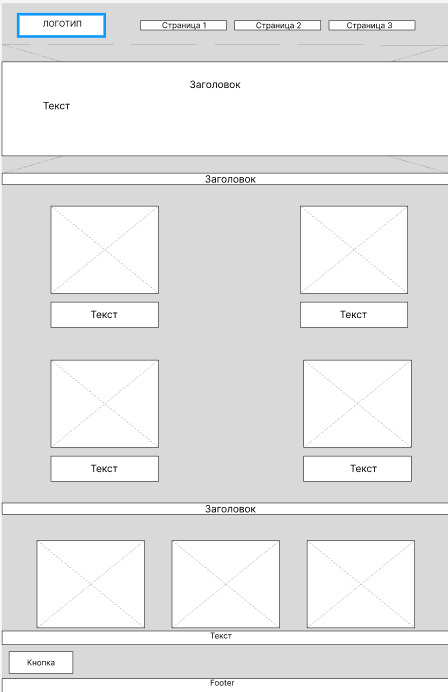 ЛОГОТИП
Страница 1
Страница 2
Страница 3
Заголовок
Текст
Заголовок
Текст
Текст
Текст
Текст
Заголовок
Текст
Кнопка
Footer